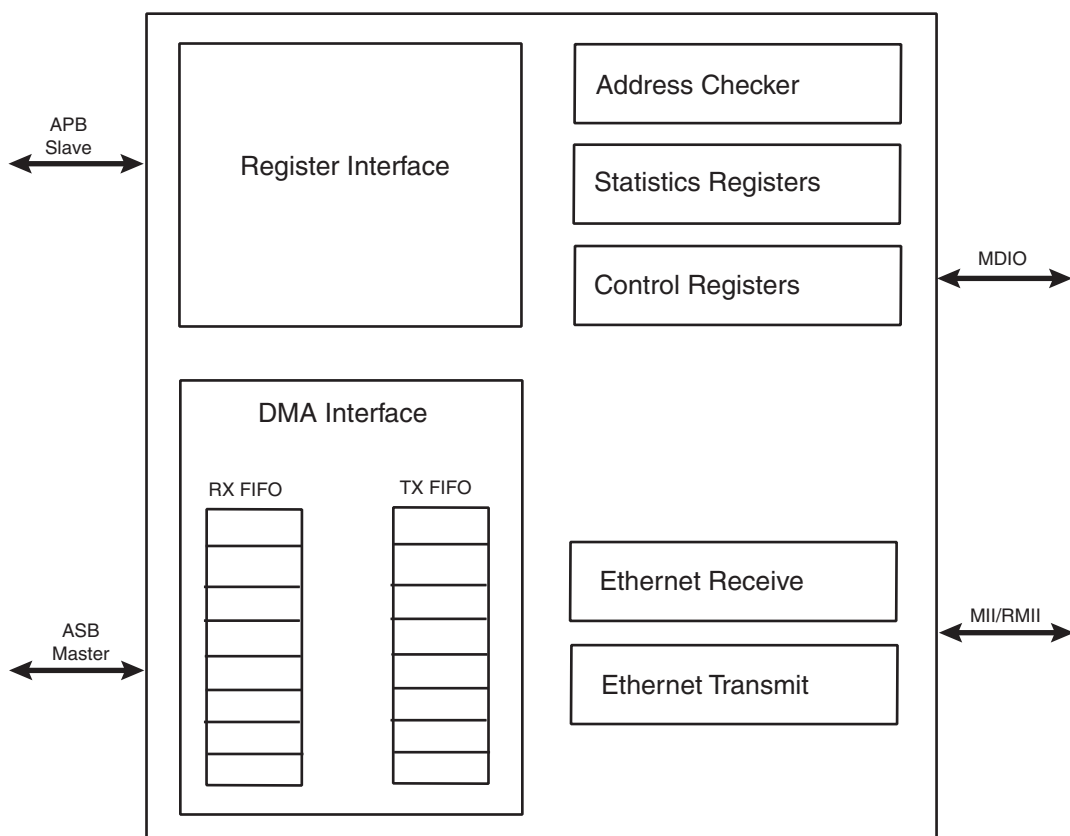 APB
Slave
Register Interface
Address Checker
Statistics Registers
Control Registers
MDIO
DMA Interface
RX FIFO
TX FIFO
ASB
Master
Ethernet Receive
Ethernet Transmit
MII/RMII